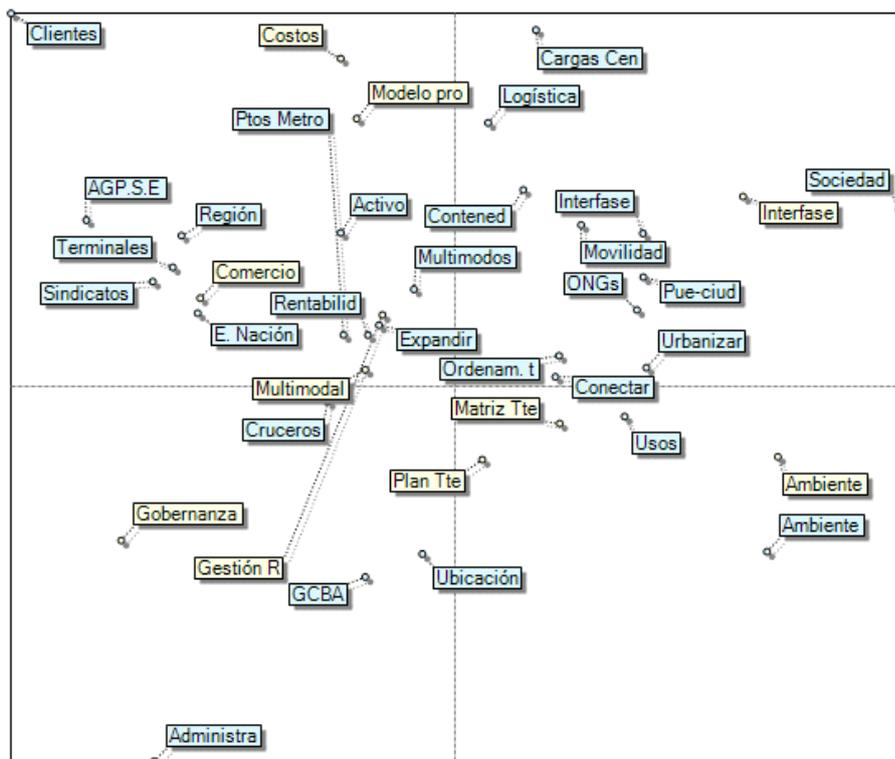 Clientes
Costos
Cargas Cen
Modelo pro
Logística
Ptos Metro
AGP.S.E
Región
Activo
Contened
Interfase
Sociedad
Interfase
Terminales
Comercio
Multimodos
Movilidad
Sindicatos
Rentabilid
ONGs
Pue-ciud
E. Nación
Expandir
Urbanizar
Ordenam. t
Multimodal
Conectar
Cruceros
Matriz Tte
Usos
Plan Tte
Ambiente
Gobernanza
Ambiente
Gestión R
GCBA
Ubicación
Administra